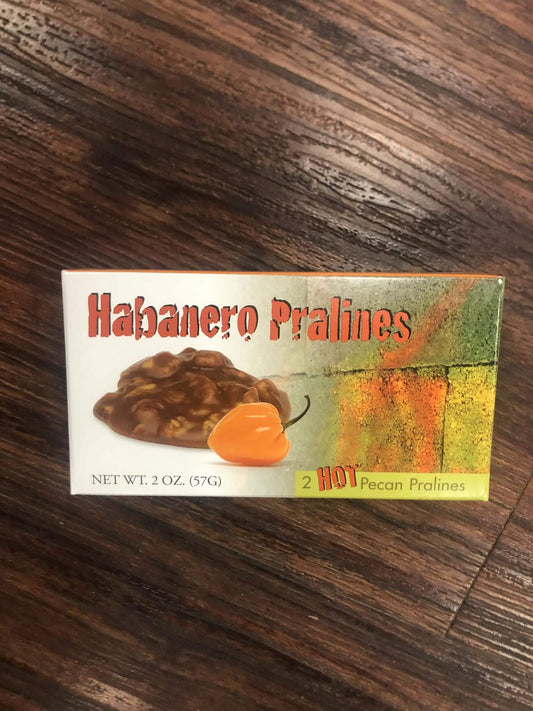 Habanero Pralines
NET WT. 2 OZ. (57G)
2 HOT Pecan Pralines